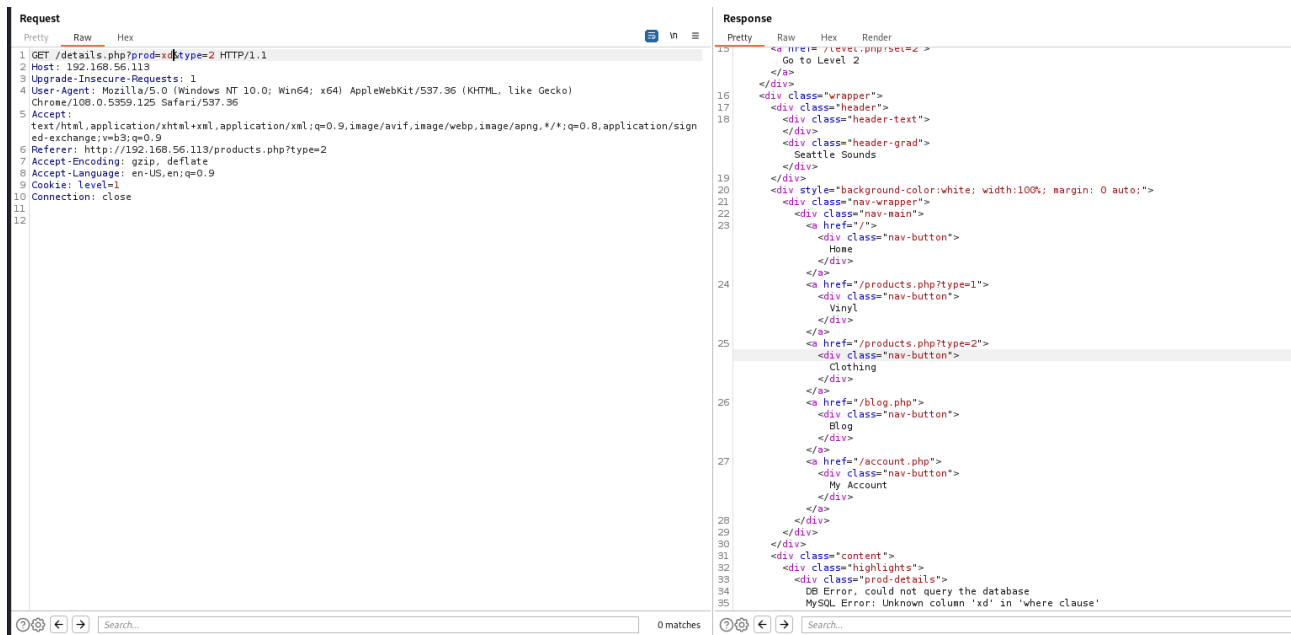 Request
Pretty Raw Hex
\n
1 GET /details.php?prod=xd&type=2 HTTP/1.1
2 Host: 192.168.56.113
3 Upgrade-Insecure-Requests: 1
4 User-Agent: Mozilla/5.0 (Windows NT 10.0; Win64; x64) AppleWebKit/537.36 (KHTML, like Gecko)
Chrome/108.0.5359.125 Safari/537.36
5 Accept:
text/html,application/xhtml+xml,application/xml;q=0.9,image/avif,image/webp,image/apng,*/*;q=0.8,application/sign
ed-exchange;v=b3;q=0.9
6 Referer: http://192.168.56.113/products.php?type=2
7 Accept-Encoding: gzip, deflate
8 Accept-Language: en-US,en;q=0.9
9 Cookie: level=1
10 Connection: close
11
12
Search...
0 matches
Response
Pretty Raw Hex Render
15 <a href="/level.php?set=2">
Go to Level 2
</a>
</div>
16 <div class="wrapper">
17 <div class="header">
18 <div class="header-text">
</div>
<div class="header-grad">
Seattle Sounds
</div>
19 </div>
20 <div style="background-color:white; width:100%; margin: 0 auto;">
21 <div class="nav-wrapper">
22 <div class="nav-main">
23 <a href="/">
<div class="nav-button">
Home
</div>
</a>
24 <a href="/products.php?type=1">
<div class="nav-button">
Vinyl
</div>
</a>
25 <a href="/products.php?type=2">
<div class="nav-button">
Clothing
</div>
</a>
26 <a href="/blog.php">
<div class="nav-button">
Blog
</div>
</a>
27 <a href="/account.php">
<div class="nav-button">
My Account
</div>
</a>
28 </div>
29 </div>
30 </div>
31 <div class="content">
32 <div class="highlights">
33 <div class="prod-details">
34 DB Error, could not query the database
35 MySQL Error: Unknown column 'xd' in 'where clause'
Search...